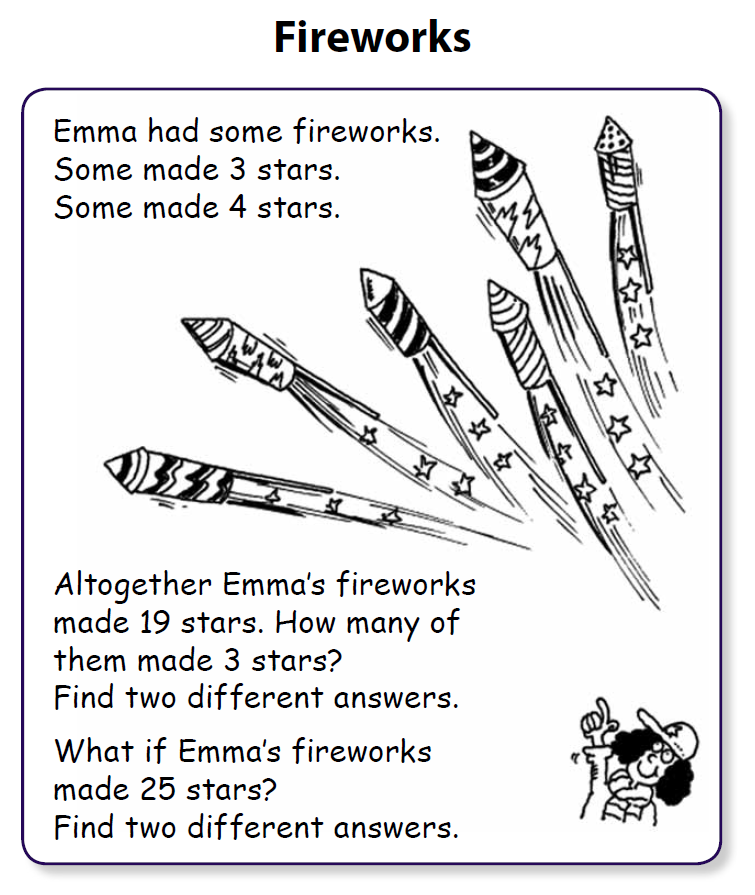 Fireworks
Emma had some fireworks.
Some made 3 stars.
Some made 4 stars.
Altogether Emma's fireworks
made 19 stars. How many of
them made 3 stars?
Find two different answers.
What if Emma's fireworks
made 25 stars?
Find two different answers.